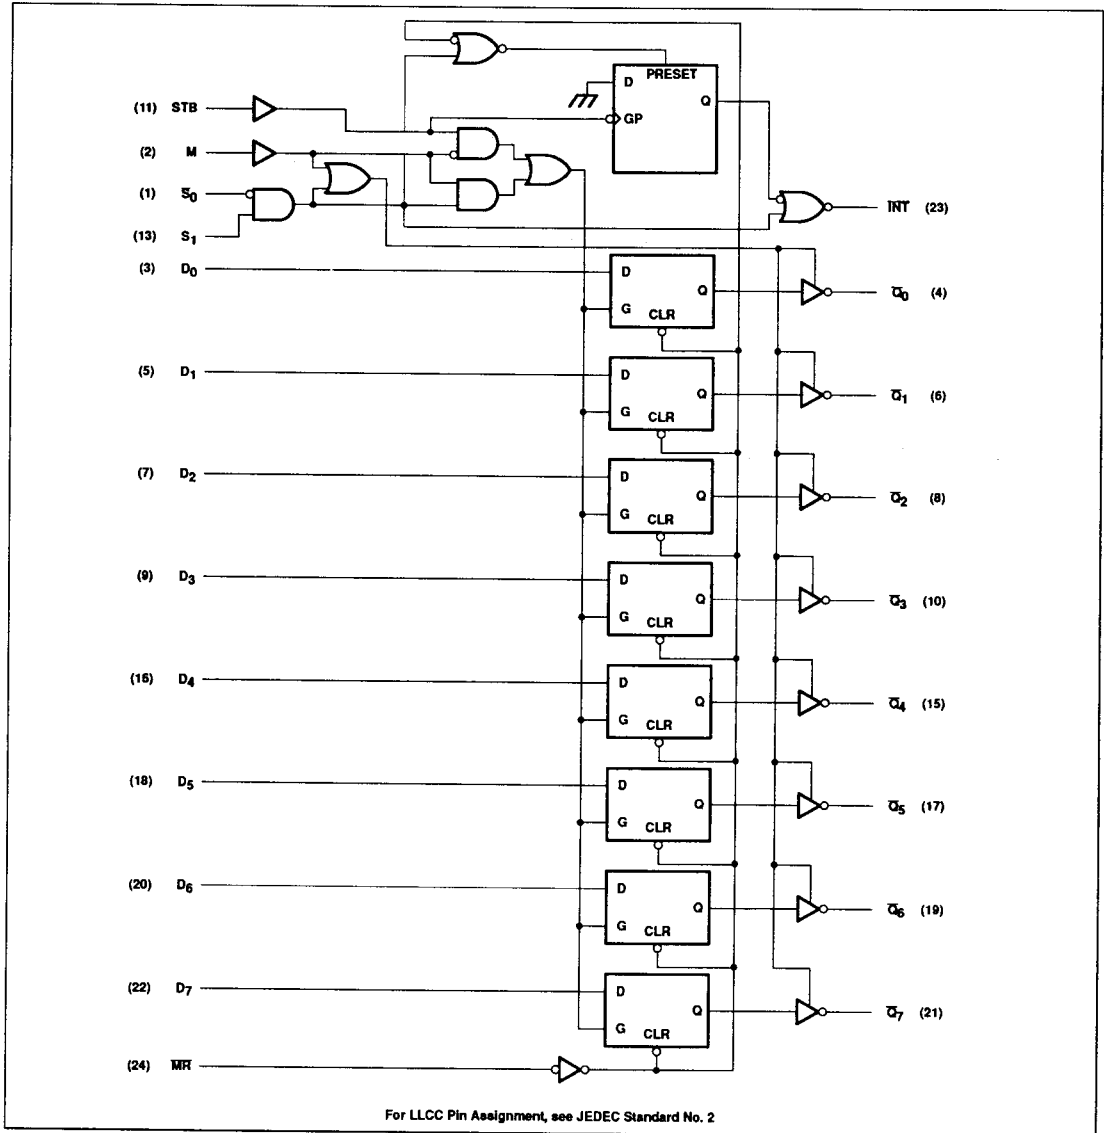 PRESET
D
Q
GP
(11) STB
(2) M
(1) S̅0
(13) S1
I̅N̅T̅ (23)
(3) D0
D
Q
G
CLR
Q̅0 (4)
(5) D1
D
Q
G
CLR
Q̅1 (6)
(7) D2
D
Q
G
CLR
Q̅2 (8)
(9) D3
D
Q
G
CLR
Q̅3 (10)
(16) D4
D
Q
G
CLR
Q̅4 (15)
(18) D5
D
Q
G
CLR
Q̅5 (17)
(20) D6
D
Q
G
CLR
Q̅6 (19)
(22) D7
D
Q
G
CLR
Q̅7 (21)
(24) M̅R̅
For LLCC Pin Assignment, see JEDEC Standard No. 2